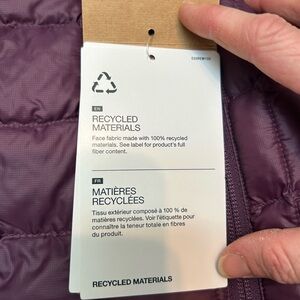 EN
RECYCLED
MATERIALS
Face fabric made with 100% recycled
materials. See label for product's full
fiber content.
FR
MATIÈRES
RECYCLÉES
Tissu extérieur composé à 100 % de
matières recyclées. Voir l'étiquette pour
connaître la teneur totale en fibres
du produit.
RECYCLED MATERIALS